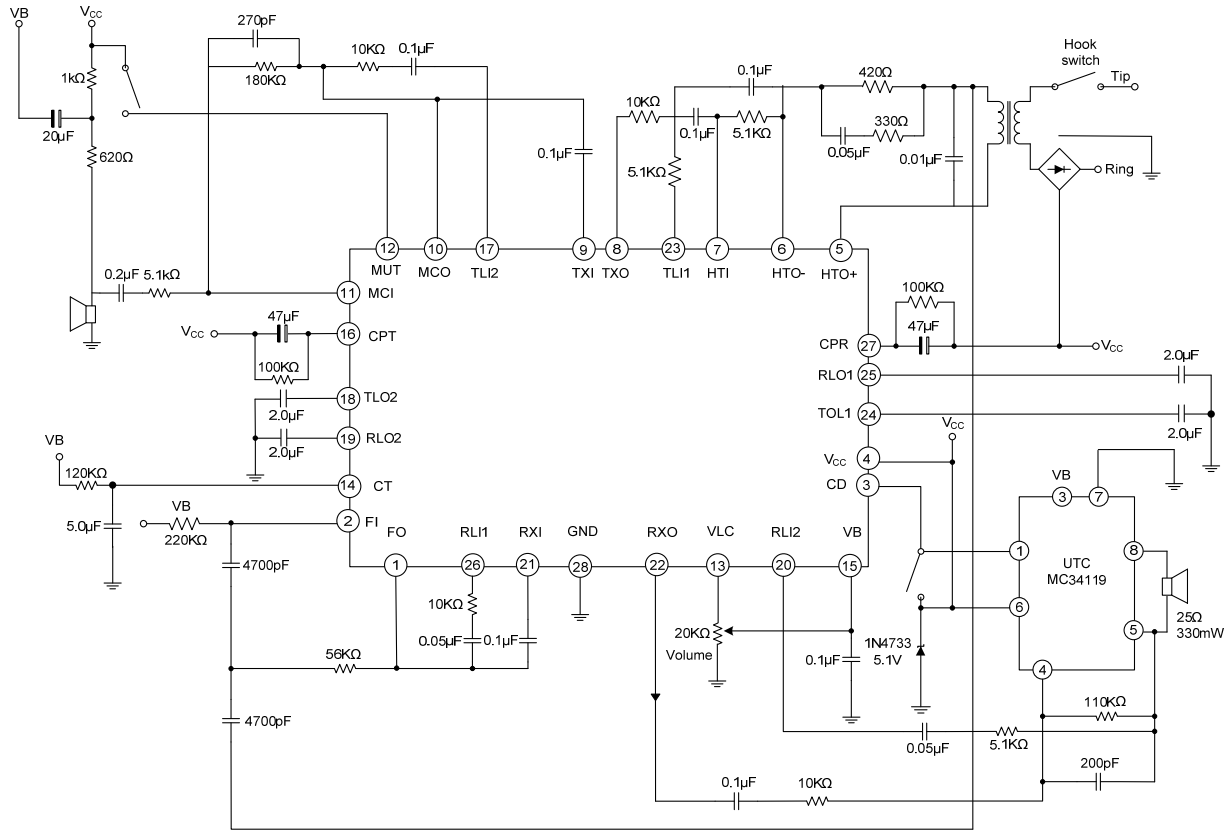 VB
VCC
270pF
1kΩ
180KΩ
10KΩ
0.1µF
20µF
620Ω
0.1µF
0.1µF
10KΩ
0.1µF
5.1KΩ
5.1KΩ
420Ω
330Ω
0.05µF
0.01µF
Hook
switch
Tip
Ring
12
10
17
9
8
23
7
6
5
MUT
MCO
TLI2
TXI
TXO
TLI1
HTI
HTO-
HTO+
0.2µF
5.1kΩ
11
MCI
VCC
47µF
16
CPT
100KΩ
100KΩ
47µF
CPR
27
VCC
RLO1
25
2.0µF
18
TLO2
2.0µF
TOL1
24
2.0µF
19
RLO2
2.0µF
VCC
VCC
4
VB
120KΩ
14
CT
CD
3
VB
3
7
5.0µF
VB
220KΩ
2
FI
FO
RLI1
RXI
GND
RXO
VLC
RLI2
VB
1
26
21
28
22
13
20
15
1
8
UTC
MC34119
6
5
4
25Ω
330mW
4700pF
10KΩ
0.05µF
0.1µF
20KΩ
Volume
0.1µF
1N4733
5.1V
56KΩ
4700pF
110KΩ
0.05µF
5.1KΩ
200pF
0.1µF
10KΩ